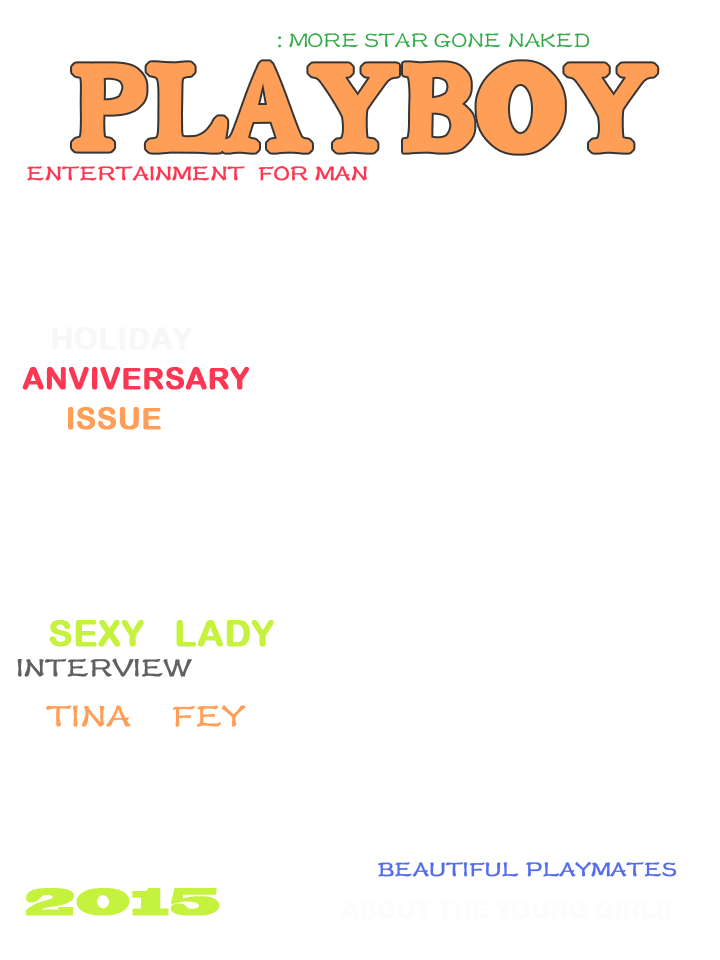 : MORE STAR GONE NAKED
PLAYBOY
ENTERTAINMENT FOR MAN
HOLIDAY
ANVIVERSARY
ISSUE
SEXY LADY
INTERVIEW
TINA FEY
BEAUTIFUL PLAYMATES
2015
ABOUT THE YOUNG GIRLS